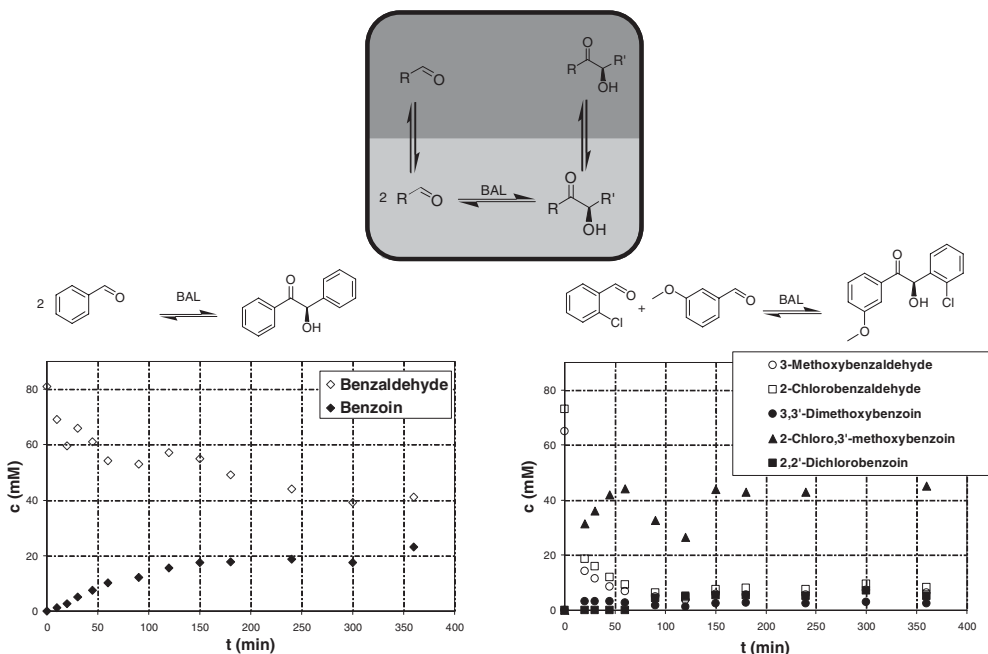 O
R
R'
OH
R
O
2
R
O
BAL
O
R
R'
OH
2
O
BAL
O
OH
O
Cl
+
O
O
BAL
O
OH
Cl
O
Benzaldehyde
Benzoin
c (mM)
80
60
40
20
0
0 50 100 150 200 250 300 350 400
t (min)
3-Methoxybenzaldehyde
2-Chlorobenzaldehyde
3,3'-Dimethoxybenzoin
2-Chloro,3'-methoxybenzoin
2,2'-Dichlorobenzoin
c (mM)
80
60
40
20
0
0 50 100 150 200 250 300 350 400
t (min)